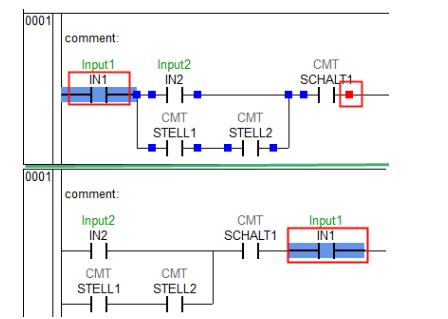 0001
comment:
Input1 Input2 CMT
IN1 IN2 SCHALT1
CMT CMT
STELL1 STELL2
0001
comment:
Input2 CMT Input1
IN2 SCHALT1 IN1
CMT CMT
STELL1 STELL2